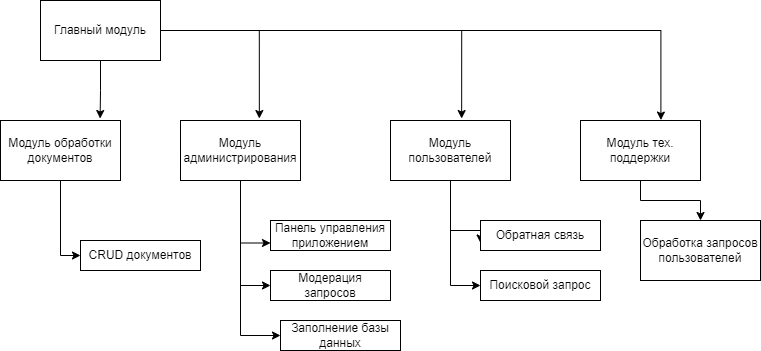 Главный модуль
Модуль обработки
документов
Модуль
администрирования
Модуль
пользователей
Модуль тех.
поддержки
CRUD документов
Панель управления
приложением
Модерация
запросов
Заполнение базы
данных
Обратная связь
Поисковой запрос
Обработка запросов
пользователей